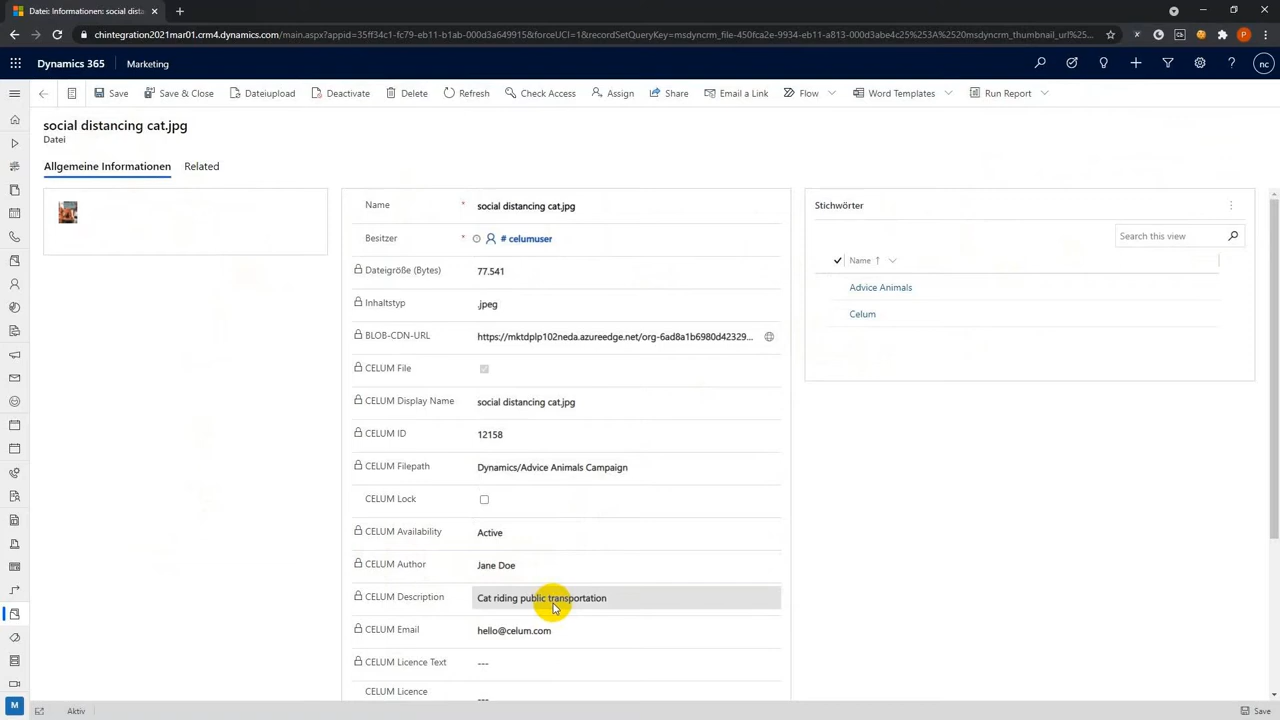 Datei: Informationen: social dista
chintegration2021mar01.crm4.dynamics.com/main.aspx?appid=35ff34c1-fc79-eb11-b1ab-000d3a649915&forceUCI=1&recordSetQueryKey=msdyncrm_file-450fca2e-9934-eb11-a813-000d3abe4c25%253A%252Fmsdyncrm_thumbnail_url%25...
P
Dynamics 365
Marketing
nc
Save
Save & Close
Dateiupload
Deactivate
Delete
Refresh
Check Access
Assign
Share
Email a Link
Flow
Word Templates
Run Report
social distancing cat.jpg
Datei
Allgemeine Informationen
Related
Name * social distancing cat.jpg
Besitzer * # celumuser
Dateigröße (Bytes) 77.541
Inhaltstyp .jpeg
BLOB-CDN-URL https://mktdplp102neda.azureedge.net/org-6ad8a1b6980d42329...
CELUM File
CELUM Display Name social distancing cat.jpg
CELUM ID 12158
CELUM Filepath Dynamics/Advice Animals Campaign
CELUM Lock
CELUM Availability Active
CELUM Author Jane Doe
CELUM Description Cat riding public transportation
CELUM Email hello@celum.com
CELUM Licence Text ---
CELUM Licence ---
Stichwörter
Search this view
Name
Advice Animals
Celum
M
Aktiv
Save